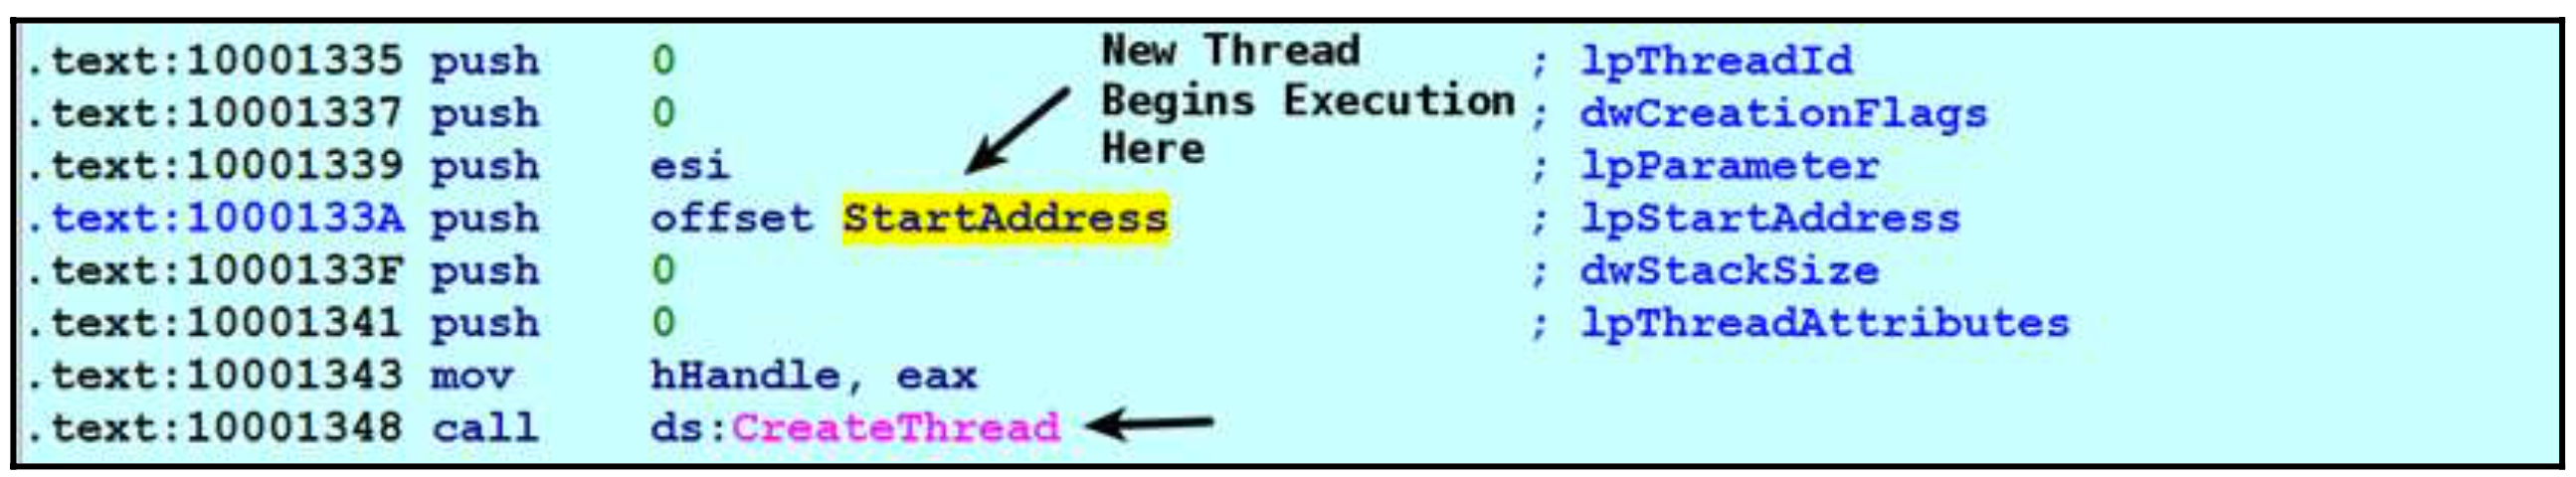 .text:10001335 push 0 New Thread ; lpThreadId
.text:10001337 push 0 Begins Execution ; dwCreationFlags
.text:10001339 push esi Here ; lpParameter
.text:1000133A push offset StartAddress ; lpStartAddress
.text:1000133F push 0 ; dwStackSize
.text:10001341 push 0 ; lpThreadAttributes
.text:10001343 mov hHandle, eax
.text:10001348 call ds:CreateThread